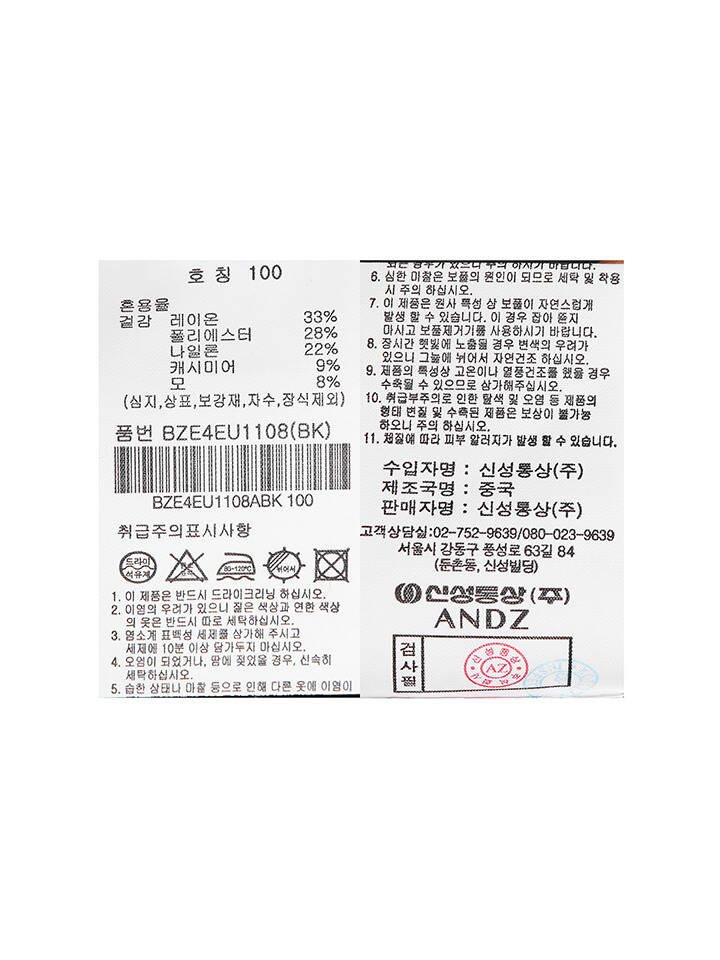 호칭 100
혼용율
겉감 레이온 33%
폴리에스터 28%
나일론 22%
캐시미어 9%
모 8%
(심지,상표,보강재,자수,장식제외)
품번 BZE4EU1108(BK)
BZE4EU1108ABK 100
취급주의표시사항
드라이
석유계
80~120℃
뉘어서
1. 이 제품은 반드시 드라이크리닝 하십시오.
2. 이염의 우려가 있으니 짙은 색상과 연한 색상
의 옷은 반드시 따로 세탁하십시오.
3. 염소계 표백성 세제를 삼가해 주시고
세제에 10분 이상 담가두지 마십시오.
4. 오염이 되었거나, 땀에 젖었을 경우, 신속히
세탁하십시오.
5. 습한 상태나 마찰 등으로 인해 다른 옷에 이염이
되는 경우가 있으니 주의 하시기 바랍니다.
6. 심한 마찰은 보풀의 원인이 되므로 세탁 및 착용
시 주의 하십시오.
7. 이 제품은 원사 특성 상 보풀이 자연스럽게
발생 할 수 있습니다. 이 경우 잡아 뜯지
마시고 보풀제거기를 사용하시기 바랍니다.
8. 장시간 햇빛에 노출될 경우 변색의 우려가
있으니 그늘에 뉘어서 자연건조 하십시오.
9. 제품의 특성상 고온이나 열풍건조를 했을 경우
수축될 수 있으므로 삼가해주십시오.
10. 취급부주의로 인한 탈색 및 오염 등 제품의
형태 변질 및 수축된 제품은 보상이 불가능
하오니 주의하십시오.
11. 체질에 따라 피부 알러지가 발생 할 수 있습니다.
수입자명 : 신성통상(주)
제조국명 : 중국
판매자명 : 신성통상(주)
고객상담실:02-752-9639/080-023-9639
서울시 강동구 풍성로 63길 84
(둔촌동, 신성빌딩)
신성통상(주)
ANDZ
검사필
AZ